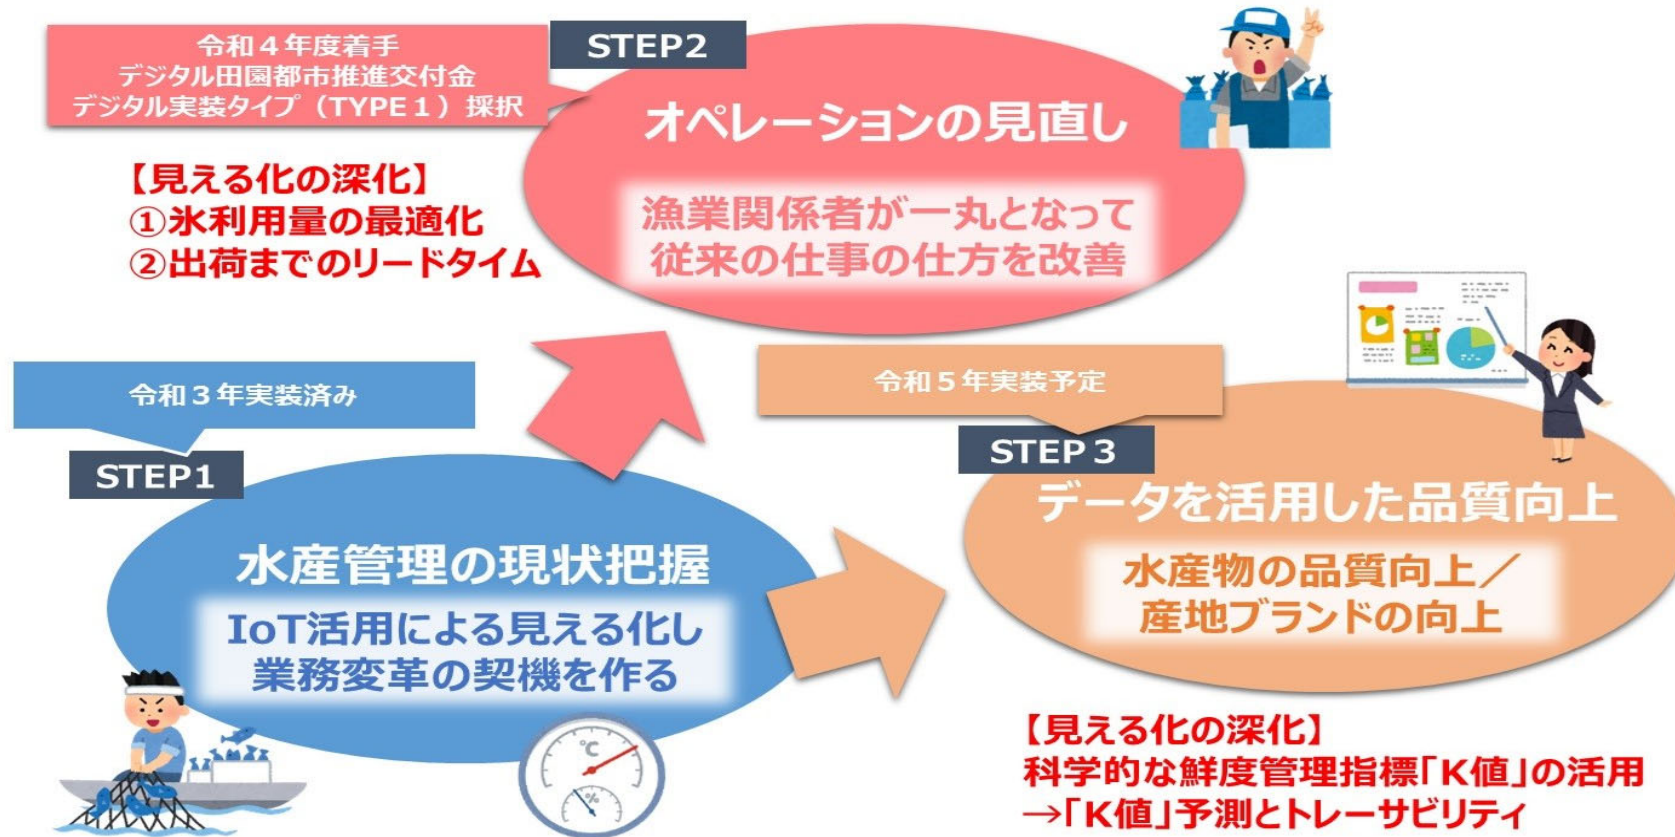 令和４年度着手
デジタル田園都市推進交付金
デジタル実装タイプ（TYPE１）採択
STEP2
オペレーションの見直し
漁業関係者が一丸となって
従来の仕事の仕方を改善
【見える化の深化】
①氷利用量の最適化
②出荷までのリードタイム
令和３年実装済み
STEP1
水産管理の現状把握
IoT活用による見える化し
業務変革の契機を作る
℃
%
令和５年実装予定
STEP３
データを活用した品質向上
水産物の品質向上／
産地ブランドの向上
【見える化の深化】
科学的な鮮度管理指標「K値」の活用
→「K値」予測とトレーサビリティ